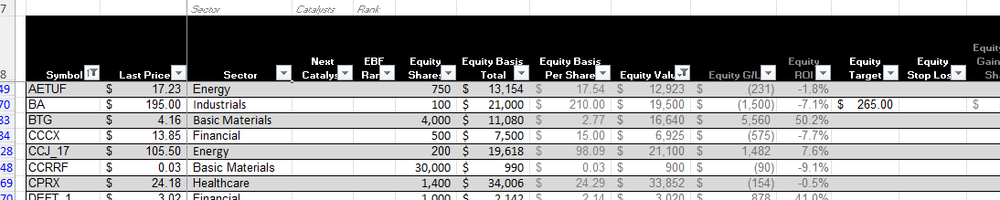 7 Sector Catalysts Rank
Equity
Next EBF Equity Equity Basis Equity Basis Equity Equity Equity Gain
8 Symbol Last Price Sector Catalys Ran Shares Total Per Share Equity Valu Equity G/L ROI Target Stop Los Sh
49 AETUF $ 17.23 Energy 750 $ 13,154 $ 17.54 $ 12,923 $ (231) -1.8%
70 BA $ 195.00 Industrials 100 $ 21,000 $ 210.00 $ 19,500 $ (1,500) -7.1% $ 265.00 $
33 BTG $ 4.16 Basic Materials 4,000 $ 11,080 $ 2.77 $ 16,640 $ 5,560 50.2%
34 CCCX $ 13.85 Financial 500 $ 7,500 $ 15.00 $ 6,925 $ (575) -7.7%
28 CCJ_17 $ 105.50 Energy 200 $ 19,618 $ 98.09 $ 21,100 $ 1,482 7.6%
48 CCRRF $ 0.03 Basic Materials 30,000 $ 990 $ 0.03 $ 900 $ (90) -9.1%
69 CPRX $ 24.18 Healthcare 1,400 $ 34,006 $ 24.29 $ 33,852 $ (154) -0.5%
70 DEFT_1 $ 3.02 Financial 1,000 $ 2,142 $ 2.14 $ 3,020 $ 878 41.0%